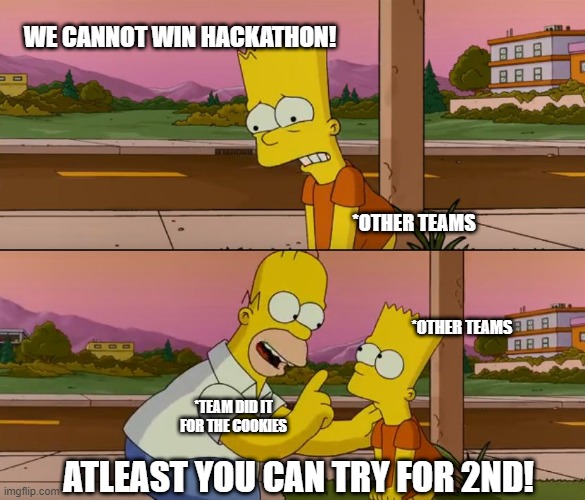 WE CANNOT WIN HACKATHON!
*OTHER TEAMS
*OTHER TEAMS
*TEAM DID IT
FOR THE COOKIES
ATLEAST YOU CAN TRY FOR 2ND!
imgflip.com